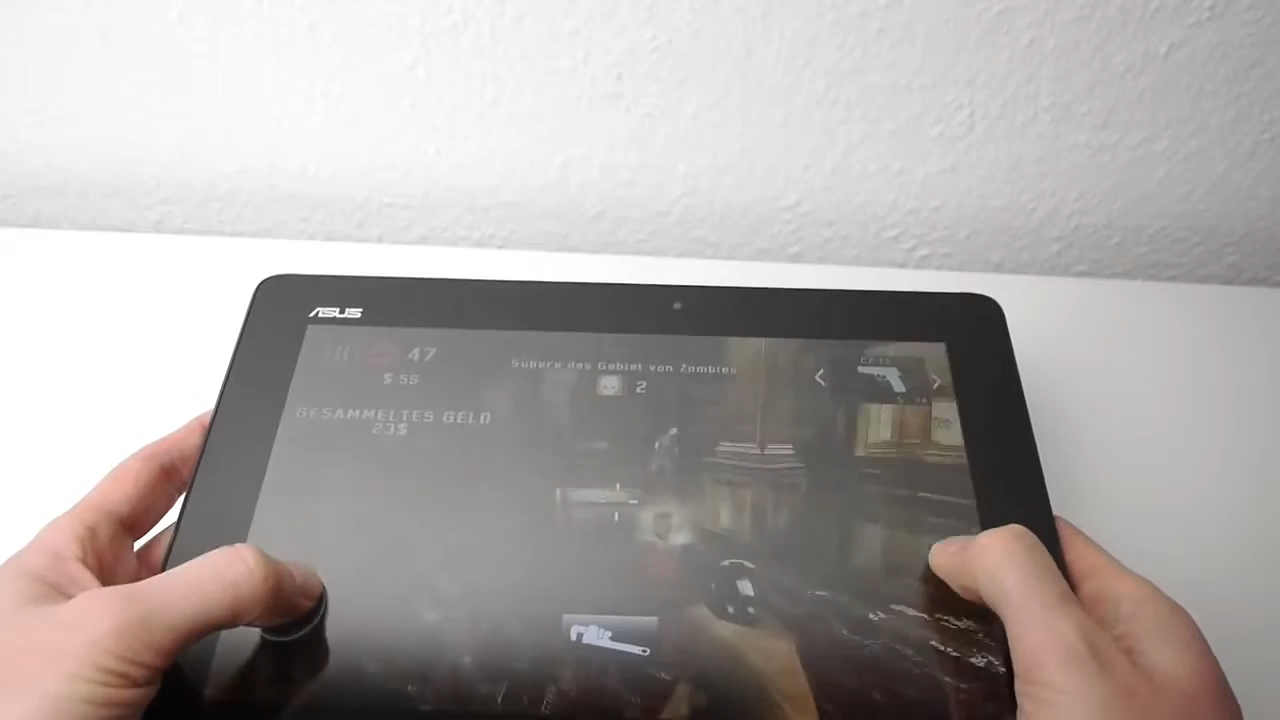 ASUS
47
$ 55
Säubere das Gebiet von Zombies
2
GESAMMELTES GELD
23$